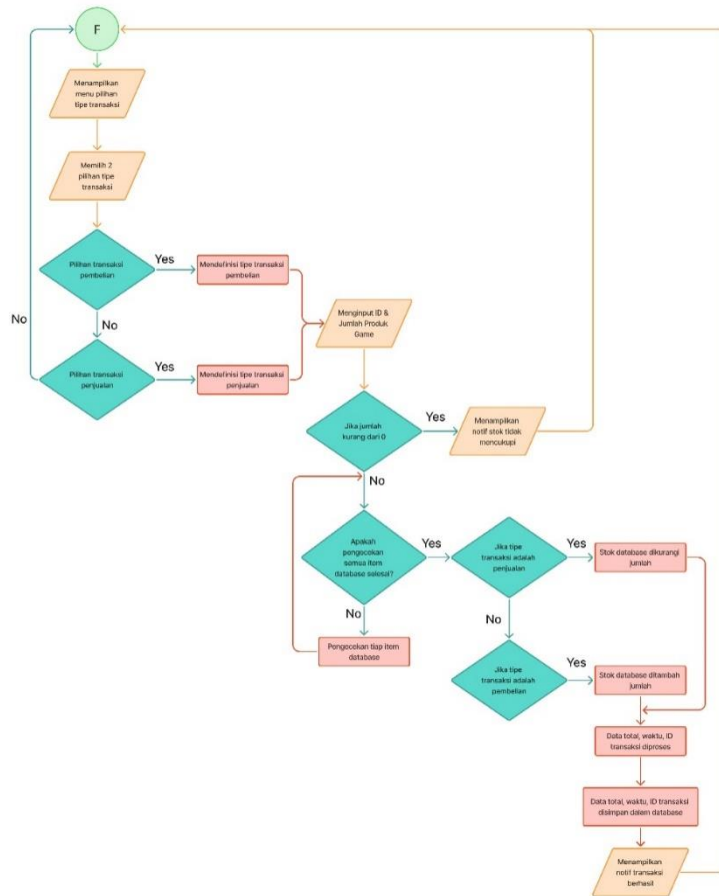 F
Menampilkan
menu pilihan
tipe transaksi
Memilih 2
pilihan tipe
transaksi
Pilihan transaksi
pembelian
Yes
Mendefinisi tipe transaksi
pembelian
No
No
Pilihan transaksi
penjualan
Yes
Mendefinisi tipe transaksi
penjualan
Menginput ID &
Jumlah Produk
Game
Jika jumlah
kurang dari 0
Yes
Menampilkan
notif stok tidak
mencukupi
No
Apakah
pengecekan
semua item
database selesai?
Yes
No
Pengecekan tiap item
database
Jika tipe
transaksi adalah
penjualan
Yes
Stok database dikurangi
jumlah
No
Jika tipe
transaksi adalah
pembelian
Yes
Stok database ditambah
jumlah
Data total, waktu, ID
transaksi diproses
Data total, waktu, ID transaksi
disimpan dalam database
Menampilkan
notif transaksi
berhasil